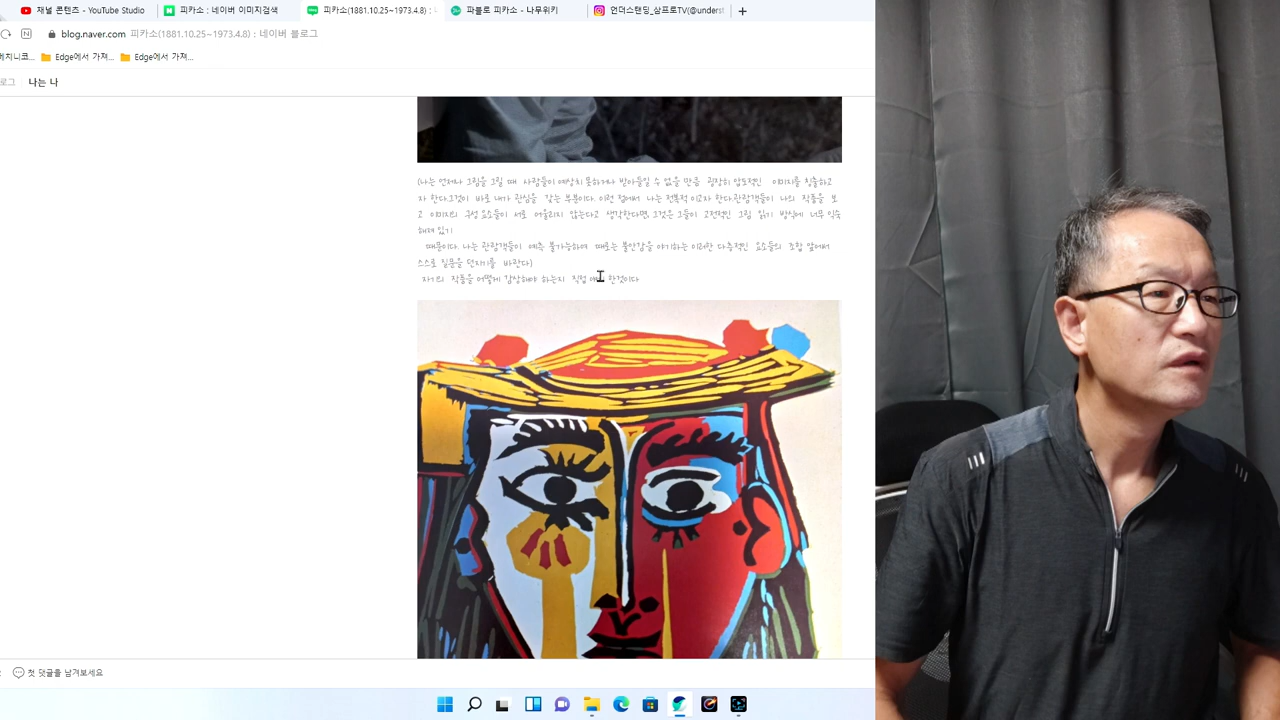 재널 콘텐츠 - YouTube Studio
피카소 : 네이버 이미지검색
피카소(1881.10.25~1973.4.8) :
파블로 피카소 - 나무위키
언더스탠딩_삼프로TV(@underst
blog.naver.com 피카소(1881.10.25~1973.4.8) : 네이버 블로그
Edge에서 가져...
Edge에서 가져...
로그
나는 나
(나는 언제나 그림을 그릴 때 사람들이 예상치 못하거나 받아들일 수 없을 만큼 굉장히 압도적인 이미지를 창출하고
자 한다.그것이 바로 내가 관심을 갖는 부분이다. 이런 점에서 나는 전복적 이고자 한다.관람객들이 나의 작품을 보
고 이미지의 구성 요소들이 서로 어울리지 않는다고 생각한다면, 그것은 그들이 고전적인 그림 읽기 방식에 너무 익숙
해져 있기
때문이다. 나는 관람객들이 예측 불가능하며 때로는 불안감을 야기하는 이러한 다층적인 요소들의 조합 앞에서
스스로 질문을 던지기를 바란다)
자기의 작품을 어떻게 감상해야 하는지 직접 한것이다
첫 댓글을 남겨보세요